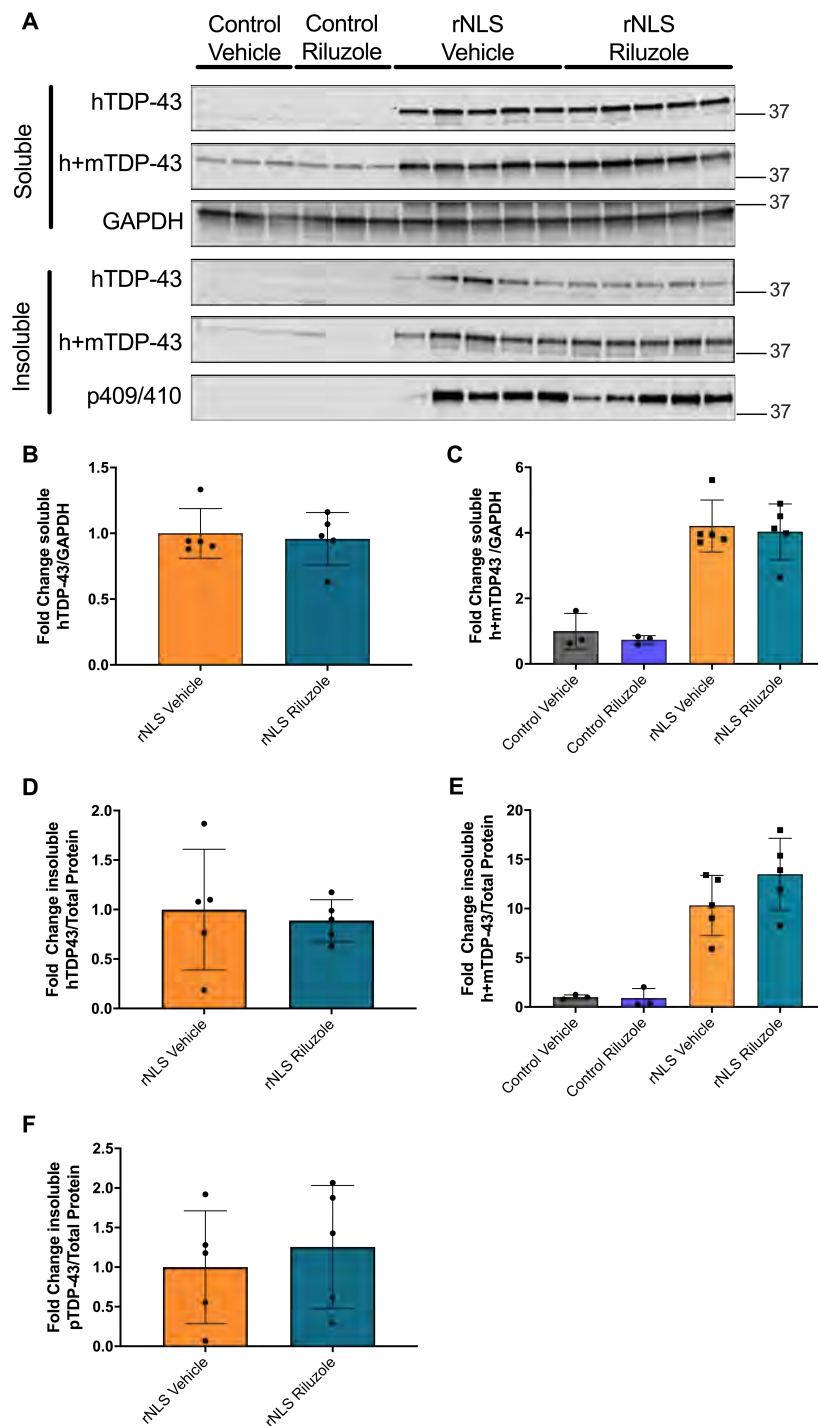 A
Control
Vehicle
Control
Riluzole
rNLS
Vehicle
rNLS
Riluzole
Soluble
hTDP-43
37
h+mTDP-43
37
GAPDH
37
Insoluble
hTDP-43
37
h+mTDP-43
37
p409/410
37
B
Fold Change soluble
hTDP-43/GAPDH
1.5
1.0
0.5
0.0
rNLS Vehicle
rNLS Riluzole
C
Fold Change soluble
h+mTDP43 /GAPDH
6
4
2
0
Control Vehicle
Control Riluzole
rNLS Vehicle
rNLS Riluzole
D
Fold Change insoluble
hTDP43/Total Protein
2.0
1.5
1.0
0.5
0.0
rNLS Vehicle
rNLS Riluzole
E
Fold Change insoluble
h+mTDP-43/Total Protein
20
15
10
5
0
Control Vehicle
Control Riluzole
rNLS Vehicle
rNLS Riluzole
F
Fold Change insoluble
pTDP-43/Total Protein
2.5
2.0
1.5
1.0
0.5
0.0
rNLS Vehicle
rNLS Riluzole